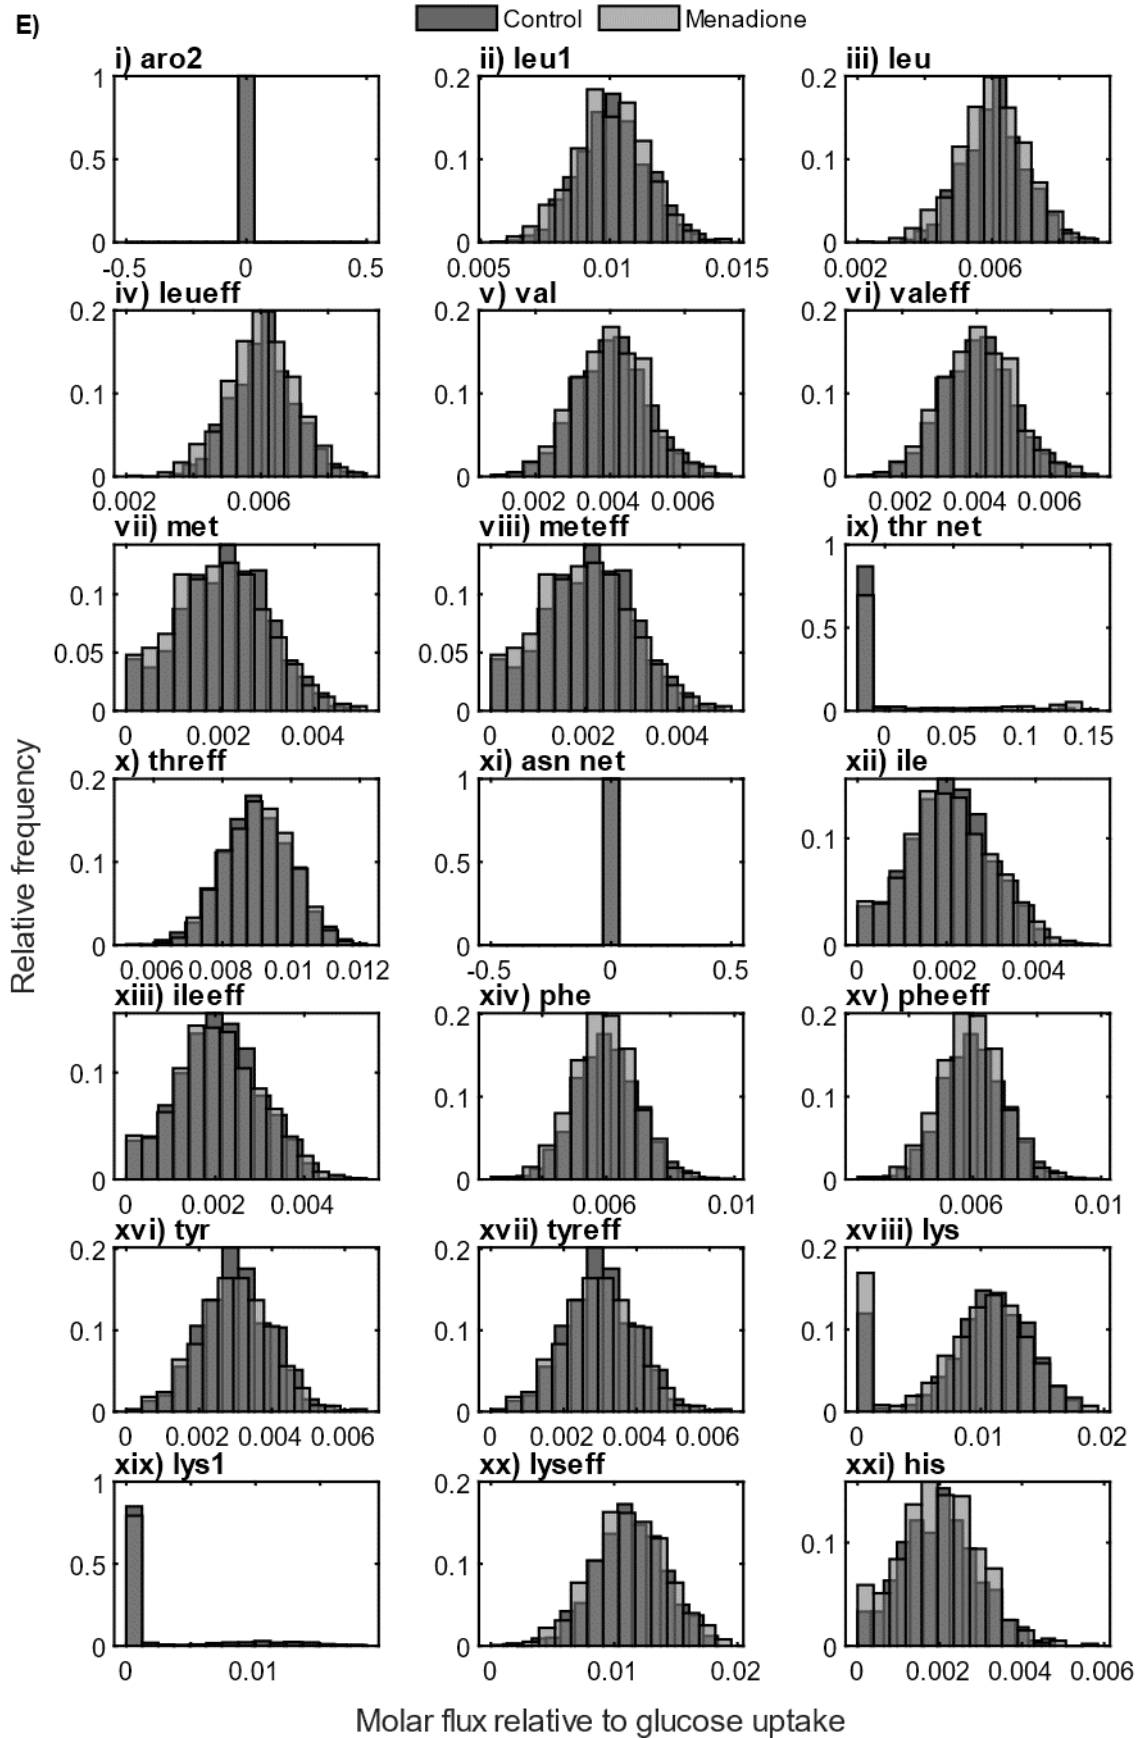 E)
Control Menadione
i) aro2 ii) leu1 iii) leu
1 0.2 0.2
0.5 0.1 0.1
0 0 0
-0.5 0 0.5 0.005 0.01 0.015 0.002 0.006
iv) leueff v) val vi) valeff
0.2 0.2 0.2
0.1 0.1 0.1
0 0 0
0.002 0.006 0.002 0.004 0.006 0.002 0.004 0.006
vii) met viii) meteff ix) thr net
1
0.1 0.1
0.5
0.05 0.05
0 0 0
0 0.002 0.004 0 0.002 0.004 0 0.05 0.1 0.15
x) threff xi) asn net xii) ile
0.2 1
0.1 0.5 0.1
0 0 0
0.006 0.008 0.01 0.012 -0.5 0 0.5 0 0.002 0.004
xiii) ileeff xiv) phe xv) pheeff
0.2 0.2
0.1 0.1 0.1
0 0 0
0 0.002 0.004 0.006 0.01 0.006 0.01
xvi) tyr xvii) tyreff xviii) lys
0.2 0.2 0.2
0.1 0.1 0.1
0 0 0
0 0.002 0.004 0.006 0 0.002 0.004 0.006 0 0.01 0.02
xix) lys1 xx) lyseff xxi) his
1 0.2
0.5 0.1 0.1
0 0 0
0 0.01 0 0.01 0.02 0 0.002 0.004 0.006
Relative frequency
Molar flux relative to glucose uptake